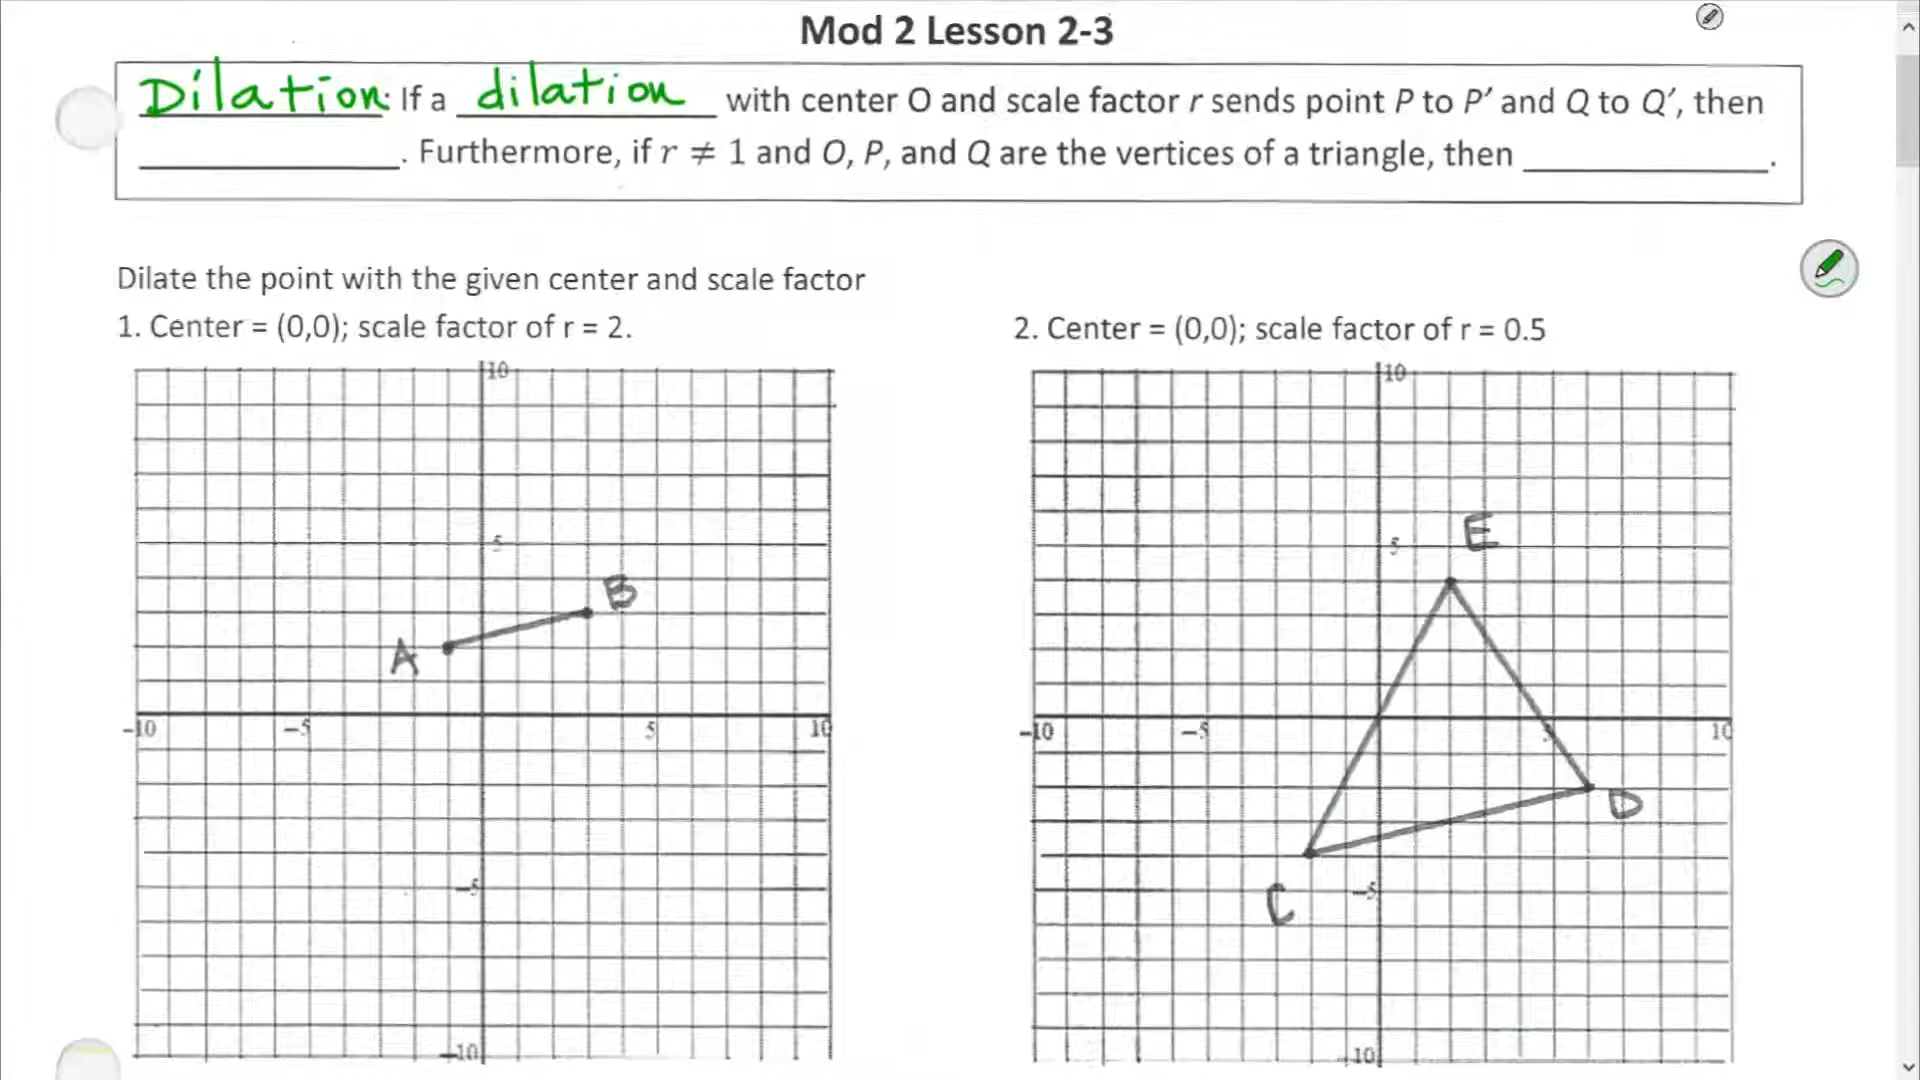 Mod 2 Lesson 2-3
Dilation: If a dilation with center O and scale factor r sends point P to P′ and Q to Q′, then
____________. Furthermore, if r ≠ 1 and O, P, and Q are the vertices of a triangle, then ____________.
Dilate the point with the given center and scale factor
1. Center = (0,0); scale factor of r = 2.
2. Center = (0,0); scale factor of r = 0.5
10
5
B
A
-10 -5 5 10
-5
-10
10
5
E
-10 -5 5 10
D
C
-5
-10